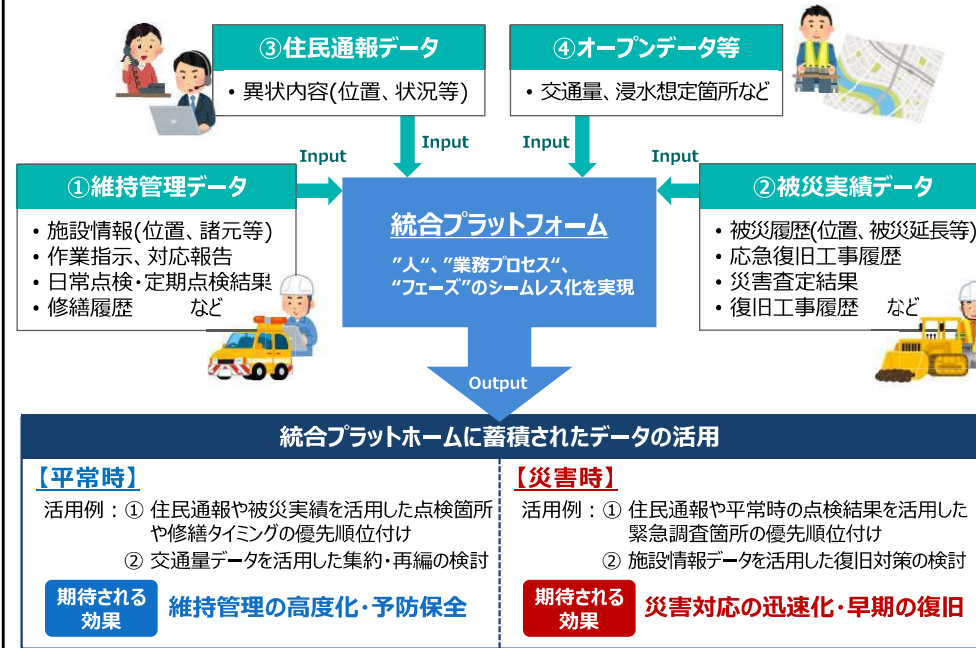 ③住民通報データ
・異状内容(位置、状況等)
④オープンデータ等
・交通量、浸水想定箇所など
Input
Input
Input
Input
①維持管理データ
・施設情報(位置、諸元等)
・作業指示、対応報告
・日常点検・定期点検結果
・修繕履歴　など
統合プラットフォーム
”人“、”業務プロセス“、
“フェーズ”のシームレス化を実現
②被災実績データ
・被災履歴(位置、被災延長等)
・応急復旧工事履歴
・災害査定結果
・復旧工事履歴　など
Output
統合プラットホームに蓄積されたデータの活用
【平常時】
活用例：① 住民通報や被災実績を活用した点検箇所
や修繕タイミングの優先順位付け
② 交通量データを活用した集約・再編の検討
期待される
効果
維持管理の高度化・予防保全
【災害時】
活用例：① 住民通報や平常時の点検結果を活用した
緊急調査箇所の優先順位付け
② 施設情報データを活用した復旧対策の検討
期待される
効果
災害対応の迅速化・早期の復旧